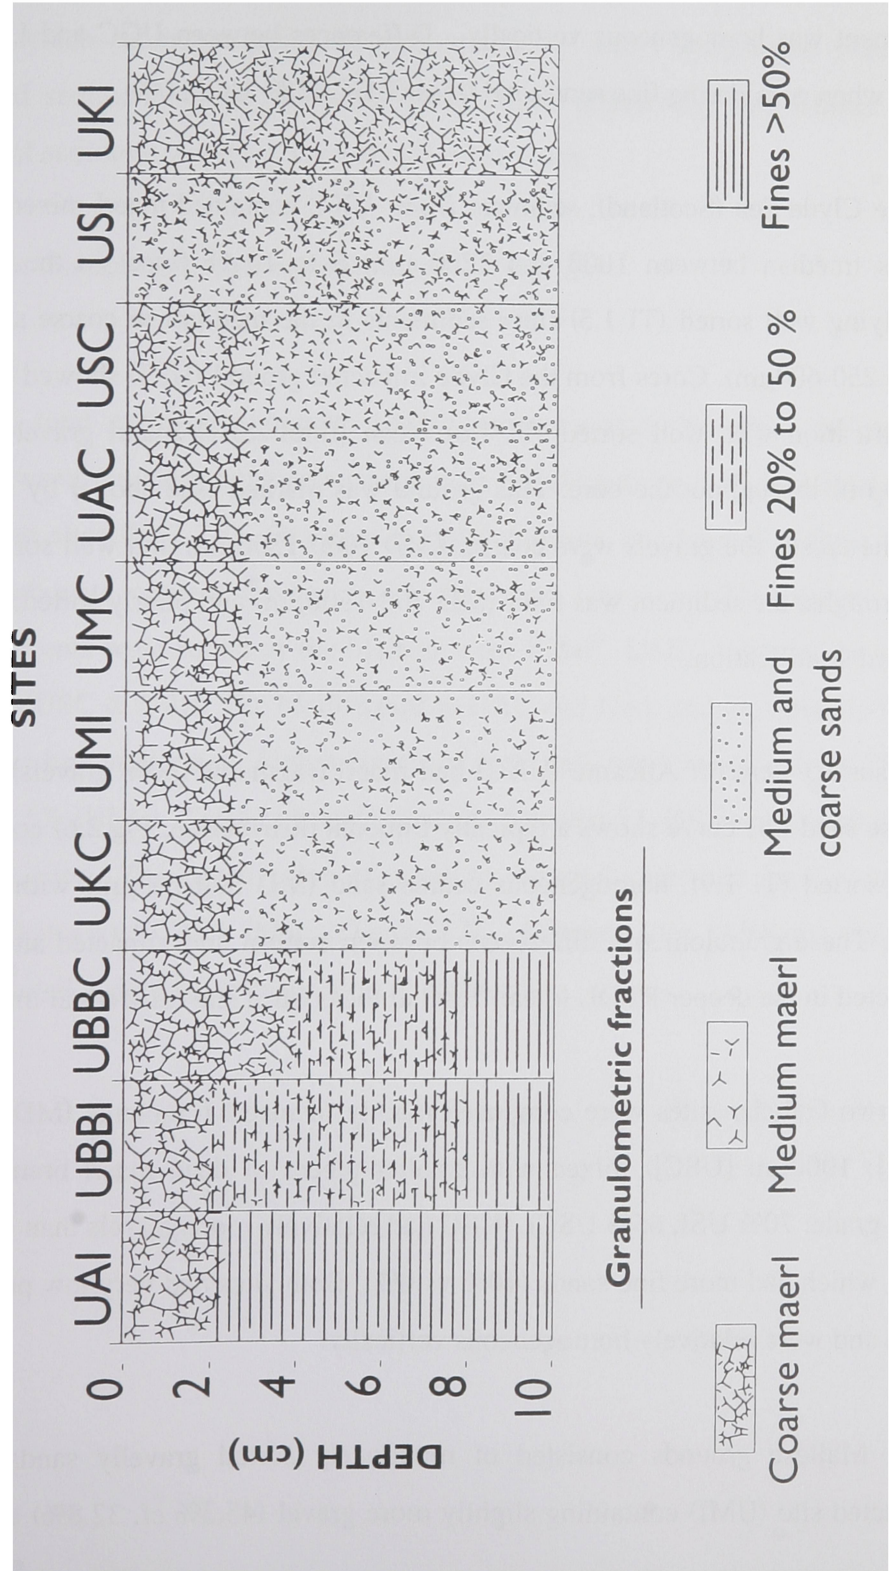 SITES
UAI UBBI UBBC UKC UMI UMC UAC USC USI UKI
0
2
4
6
8
10
DEPTH (cm)
Granulometric fractions
Coarse maerl
Medium maerl
Medium and
coarse sands
Fines 20% to 50 %
Fines >50%